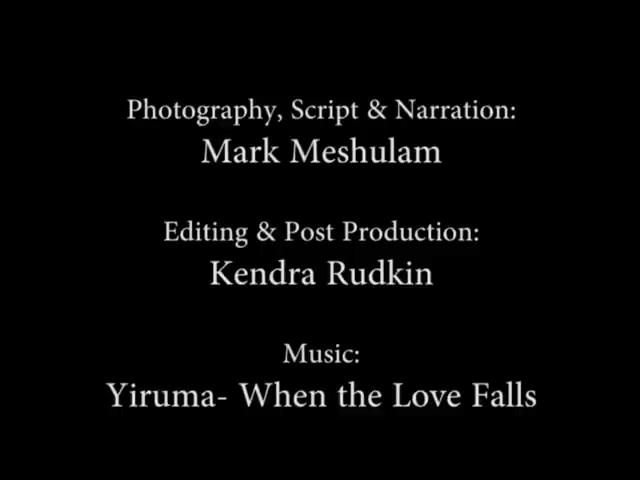 Photography, Script & Narration:
Mark Meshulam
Editing & Post Production:
Kendra Rudkin
Music:
Yiruma- When the Love Falls